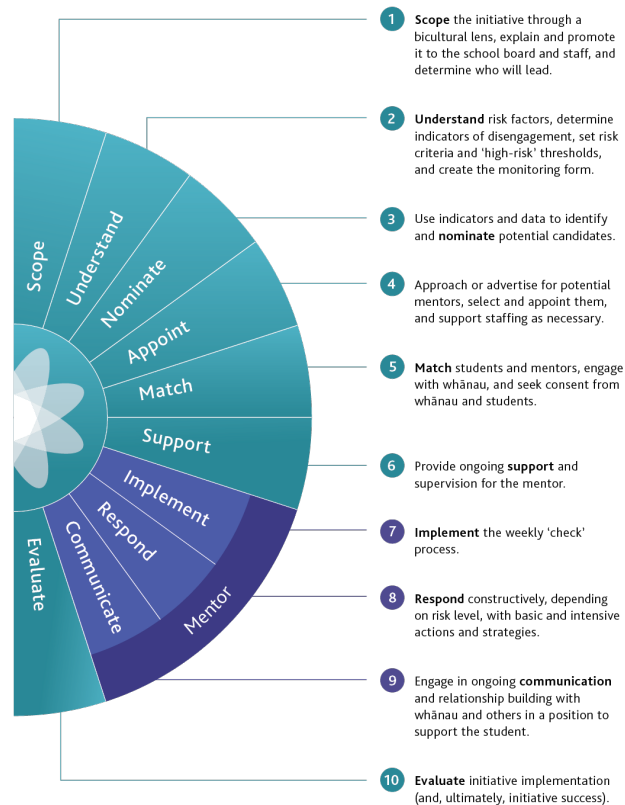 1 Scope the initiative through a
bicultural lens, explain and promote
it to the school board and staff, and
determine who will lead.
2 Understand risk factors, determine
indicators of disengagement, set risk
criteria and ‘high-risk’ thresholds,
and create the monitoring form.
3 Use indicators and data to identify
and nominate potential candidates.
4 Approach or advertise for potential
mentors, select and appoint them,
and support staffing as necessary.
5 Match students and mentors, engage
with whānau, and seek consent from
whānau and students.
6 Provide ongoing support and
supervision for the mentor.
7 Implement the weekly ‘check’
process.
8 Respond constructively, depending
on risk level, with basic and intensive
actions and strategies.
9 Engage in ongoing communication
and relationship building with
whānau and others in a position to
support the student.
10 Evaluate initiative implementation
(and, ultimately, initiative success).
Scope
Understand
Nominate
Appoint
Match
Support
Implement
Respond
Communicate
Mentor
Evaluate